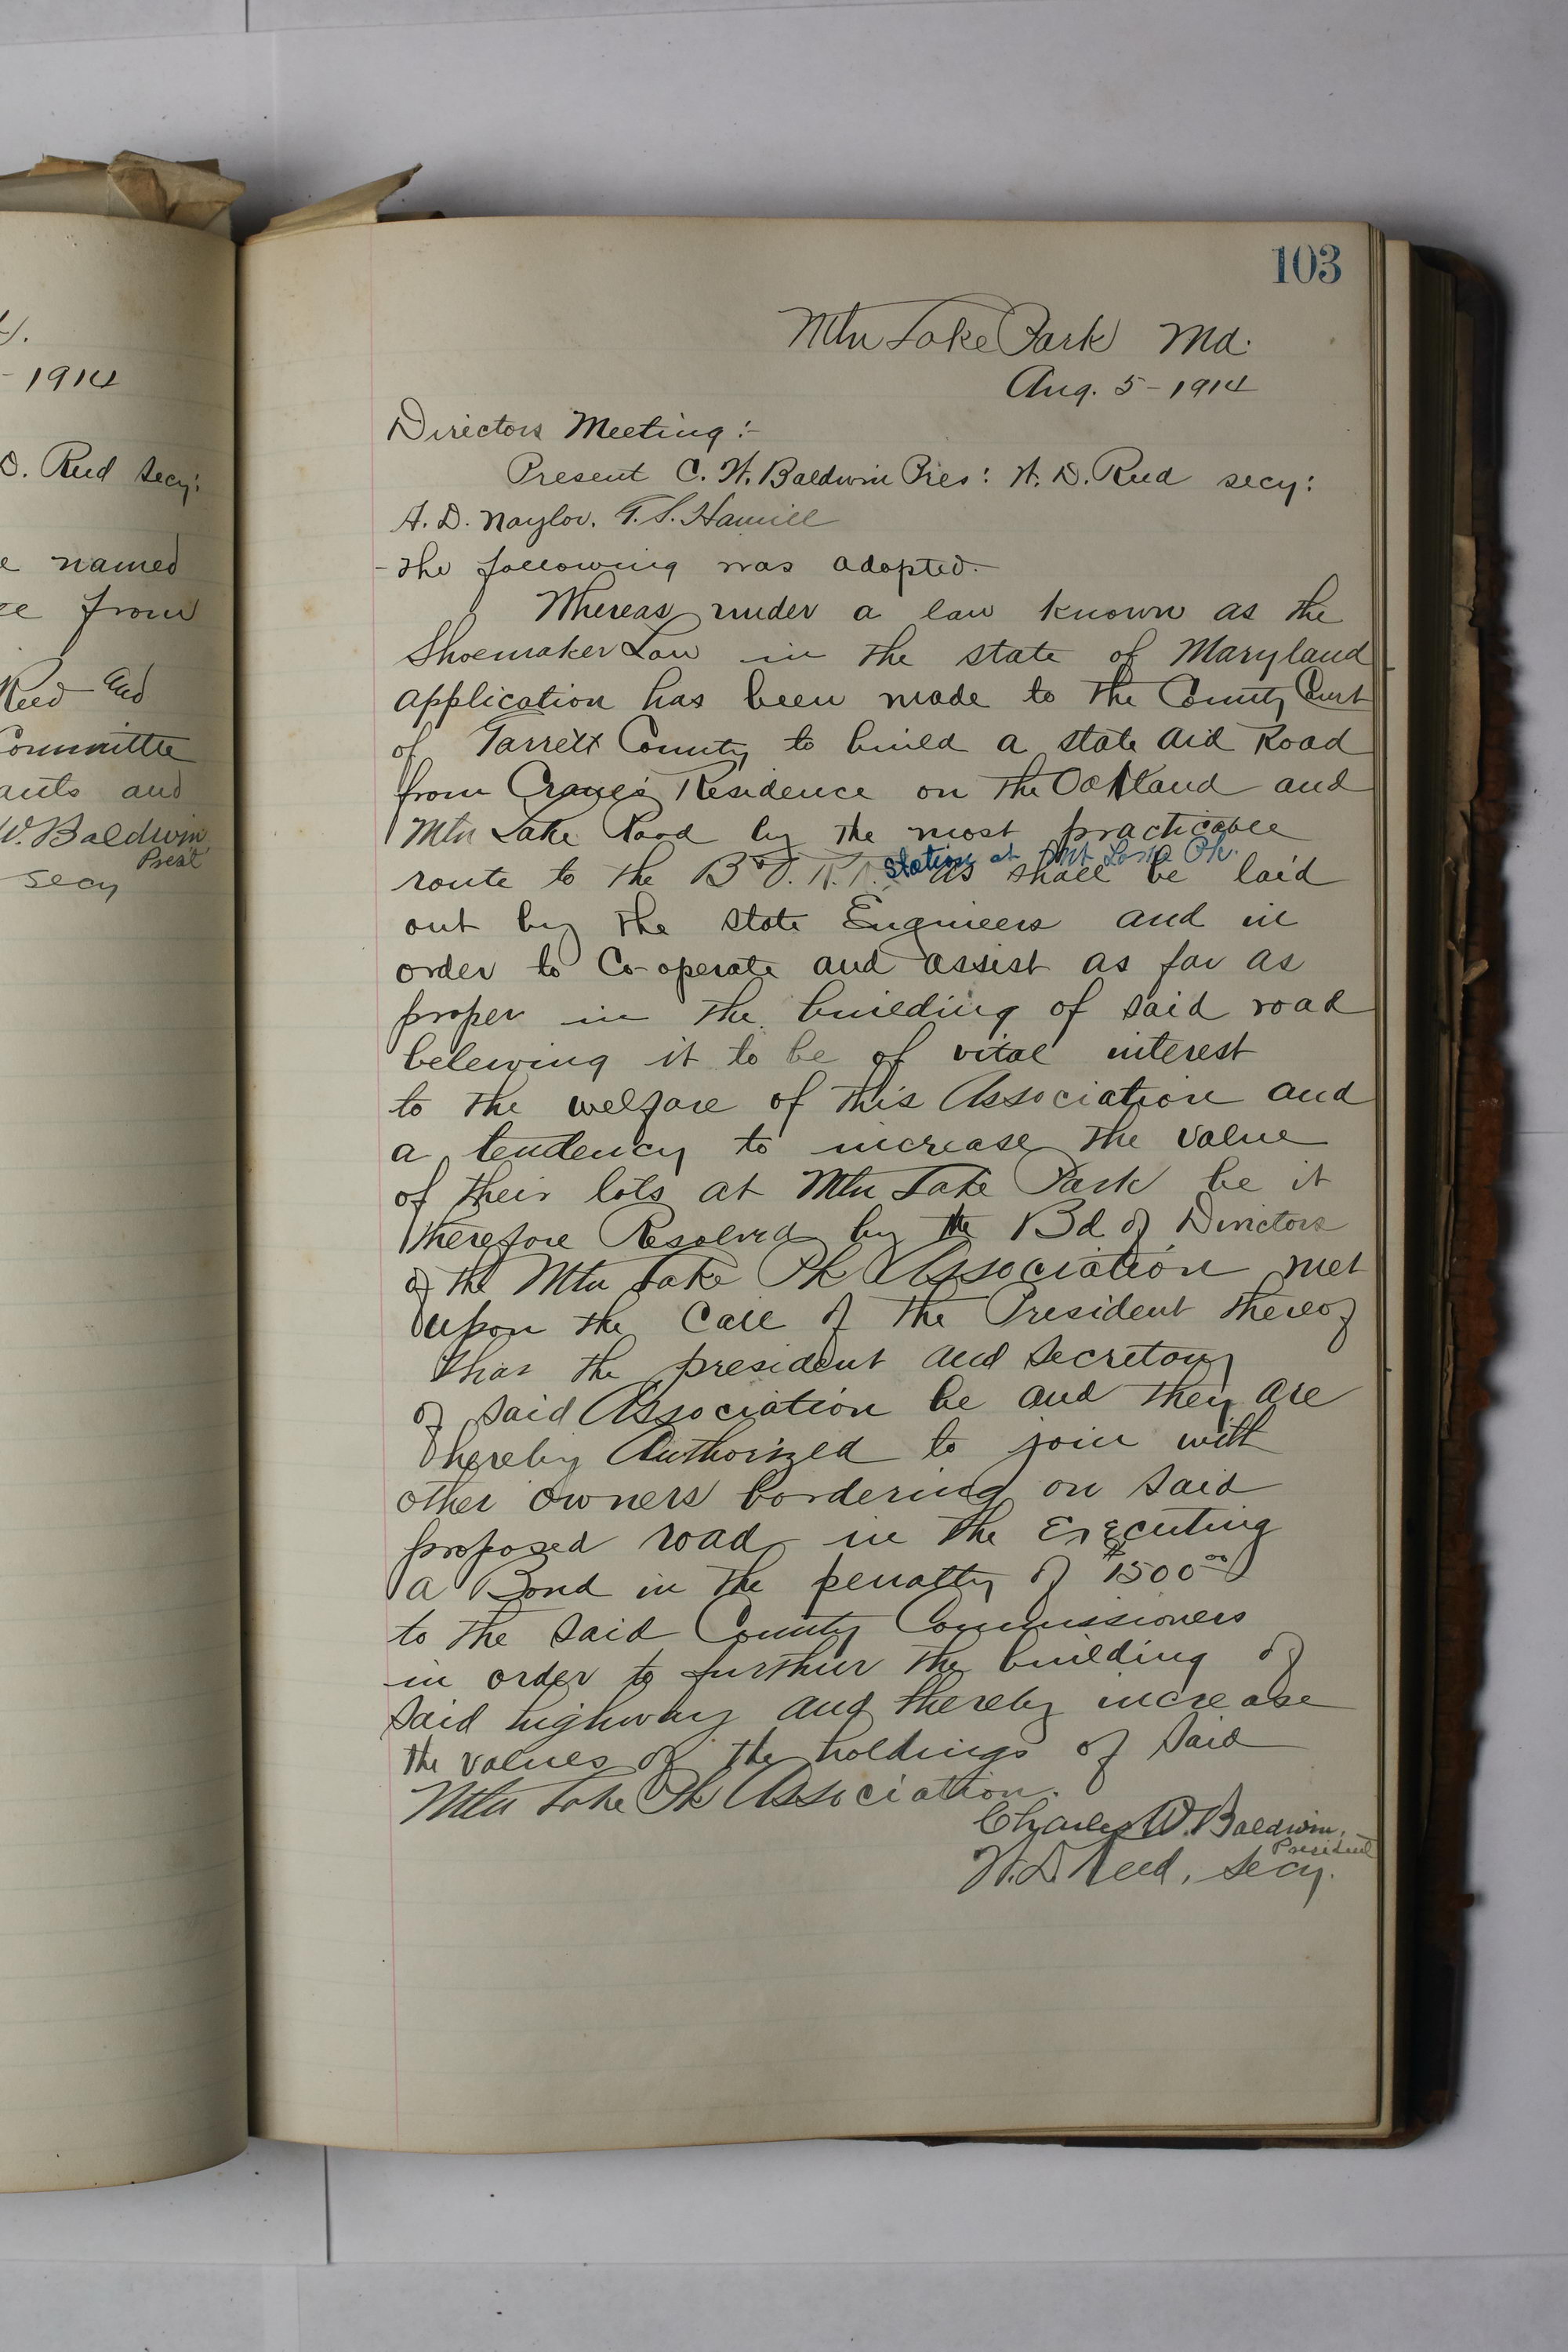 .
- 1914
D. Reed Secy:
e named
ce from
Reed and
Committee
ants and
W. Baldwin
Prest
Secy
103
Mtn Lake Park Md.
Aug. 5 - 1914
Directors Meeting:-
Present C. W. Baldwin Pres: W. D. Reed secy:
A. D. Naylor. T. S. Hamill
- the following was adopted.
Whereas under a law known as the
Shoemaker Law in the state of Maryland
application has been made to the County Court
of Garrett County to build a state aid Road
from Residence on the Oakland and
Mtn Lake Road by the most practicable
station at Mt Lake Pk.
route to the B & O. R. R. as shall be laid
out by the state Engineers and in
order to Co-operate and assist as far as
proper in the building of said road
beleving it to be of vital interest
to the welfare of this Association and
a tendency to increase the value
of their lots at Mtn Lake Park be it
therefore Resolved by the Bd of Directors
of the Mtn Lake Pk Association met
upon the Call of the President thereof
that the president and Secretary
of said Association be and they are
hereby Authorized to join with
other owners bordering on said
proposed road in the Executing
a Bond in the penalty of $1500.00
to the said County Commissioners
in order to further the building of
said highway and thereby increase
the values of the holdings of said
Mtn Lake Pk Association.
Charles W. Baldwin,
President
W. D. Reed, Secy.